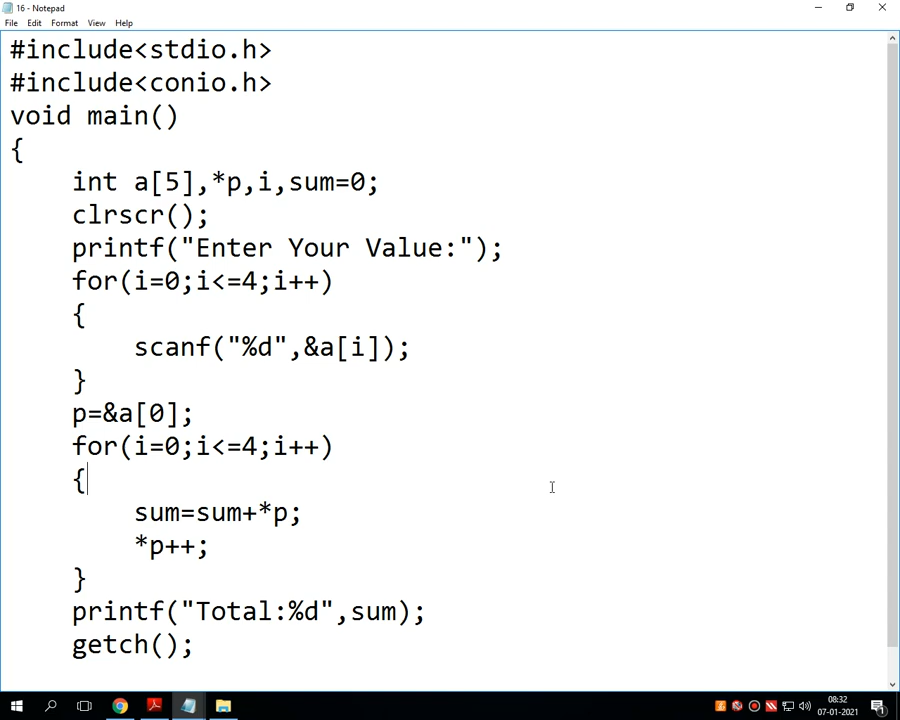 16 - Notepad
File Edit Format View Help
#include<stdio.h>
#include<conio.h>
void main()
{
int a[5],*p,i,sum=0;
clrscr();
printf("Enter Your Value:");
for(i=0;i<=4;i++)
{
scanf("%d",&a[i]);
}
p=&a[0];
for(i=0;i<=4;i++)
{
sum=sum+*p;
*p++;
}
printf("Total:%d",sum);
getch();
08:32
07-01-2021
1